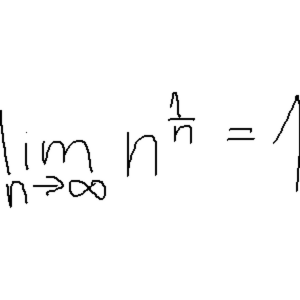 lim n→∞ n^(1/n) = 1